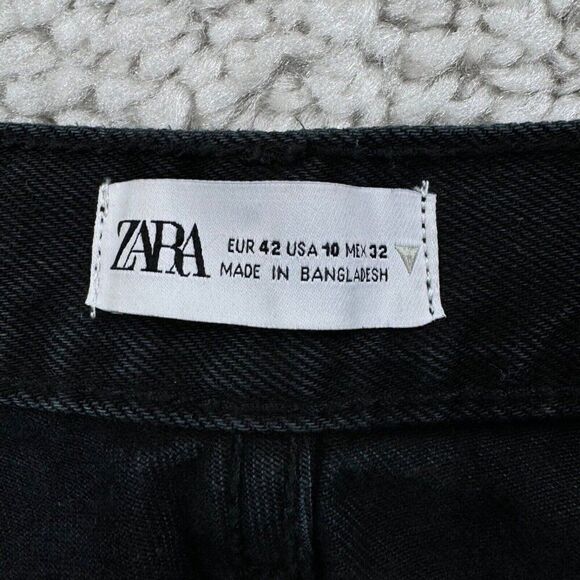 ZARA
EUR 42 USA 10 MEX 32
MADE IN BANGLADESH